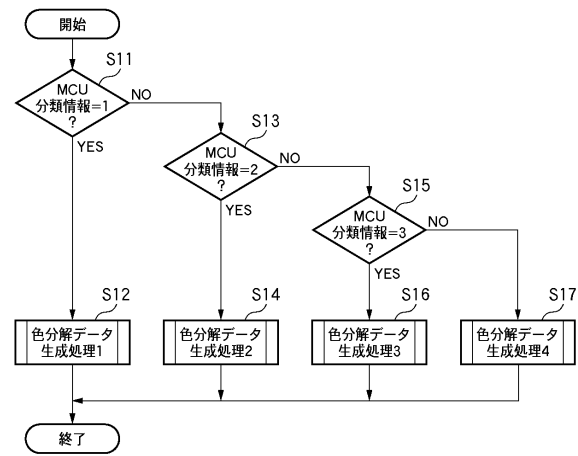 開始
S11
MCU
分類情報=1
?
NO
YES
S13
MCU
分類情報=2
?
NO
YES
S15
MCU
分類情報=3
?
NO
YES
S12
色分解データ
生成処理1
S14
色分解データ
生成処理2
S16
色分解データ
生成処理3
S17
色分解データ
生成処理4
終了